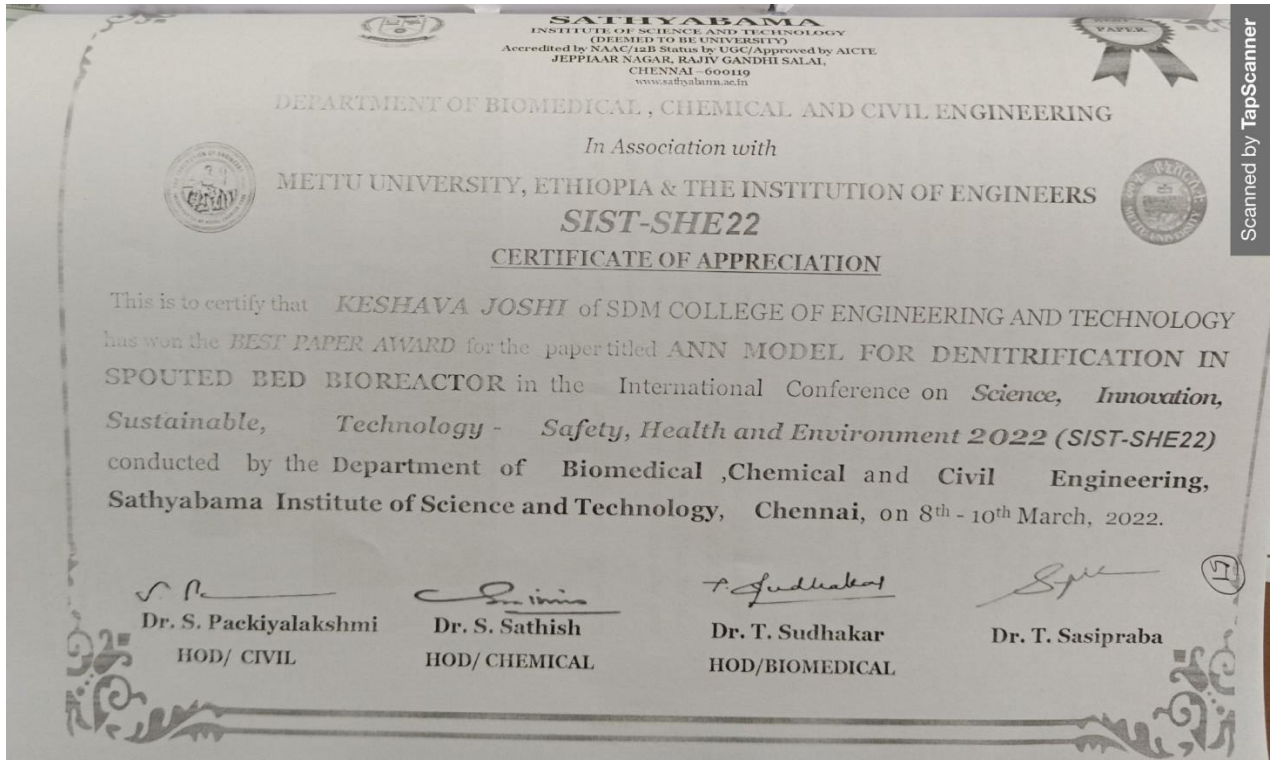 SATHYABAMA
INSTITUTE OF SCIENCE AND TECHNOLOGY
(DEEMED TO BE UNIVERSITY)
Accredited by NAAC/12B Status by UGC/Approved by AICTE
JEPPIAAR NAGAR, RAJIV GANDHI SALAI,
CHENNAI - 600119
www.sathyabama.ac.in
PAPER
DEPARTMENT OF BIOMEDICAL , CHEMICAL AND CIVIL ENGINEERING
In Association with
METTU UNIVERSITY, ETHIOPIA & THE INSTITUTION OF ENGINEERS
SIST-SHE22
CERTIFICATE OF APPRECIATION
This is to certify that KESHAVA JOSHI of SDM COLLEGE OF ENGINEERING AND TECHNOLOGY
has won the BEST PAPER AWARD for the paper titled ANN MODEL FOR DENITRIFICATION IN
SPOUTED BED BIOREACTOR in the International Conference on Science, Innovation,
Sustainable, Technology - Safety, Health and Environment 2022 (SIST-SHE22)
conducted by the Department of Biomedical ,Chemical and Civil Engineering,
Sathyabama Institute of Science and Technology, Chennai, on 8th - 10th March, 2022.
T. Sudhakar
Dr. S. Packiyalakshmi
HOD/ CIVIL
Dr. S. Sathish
HOD/ CHEMICAL
Dr. T. Sudhakar
HOD/BIOMEDICAL
Dr. T. Sasipraba
Scanned by TapScanner